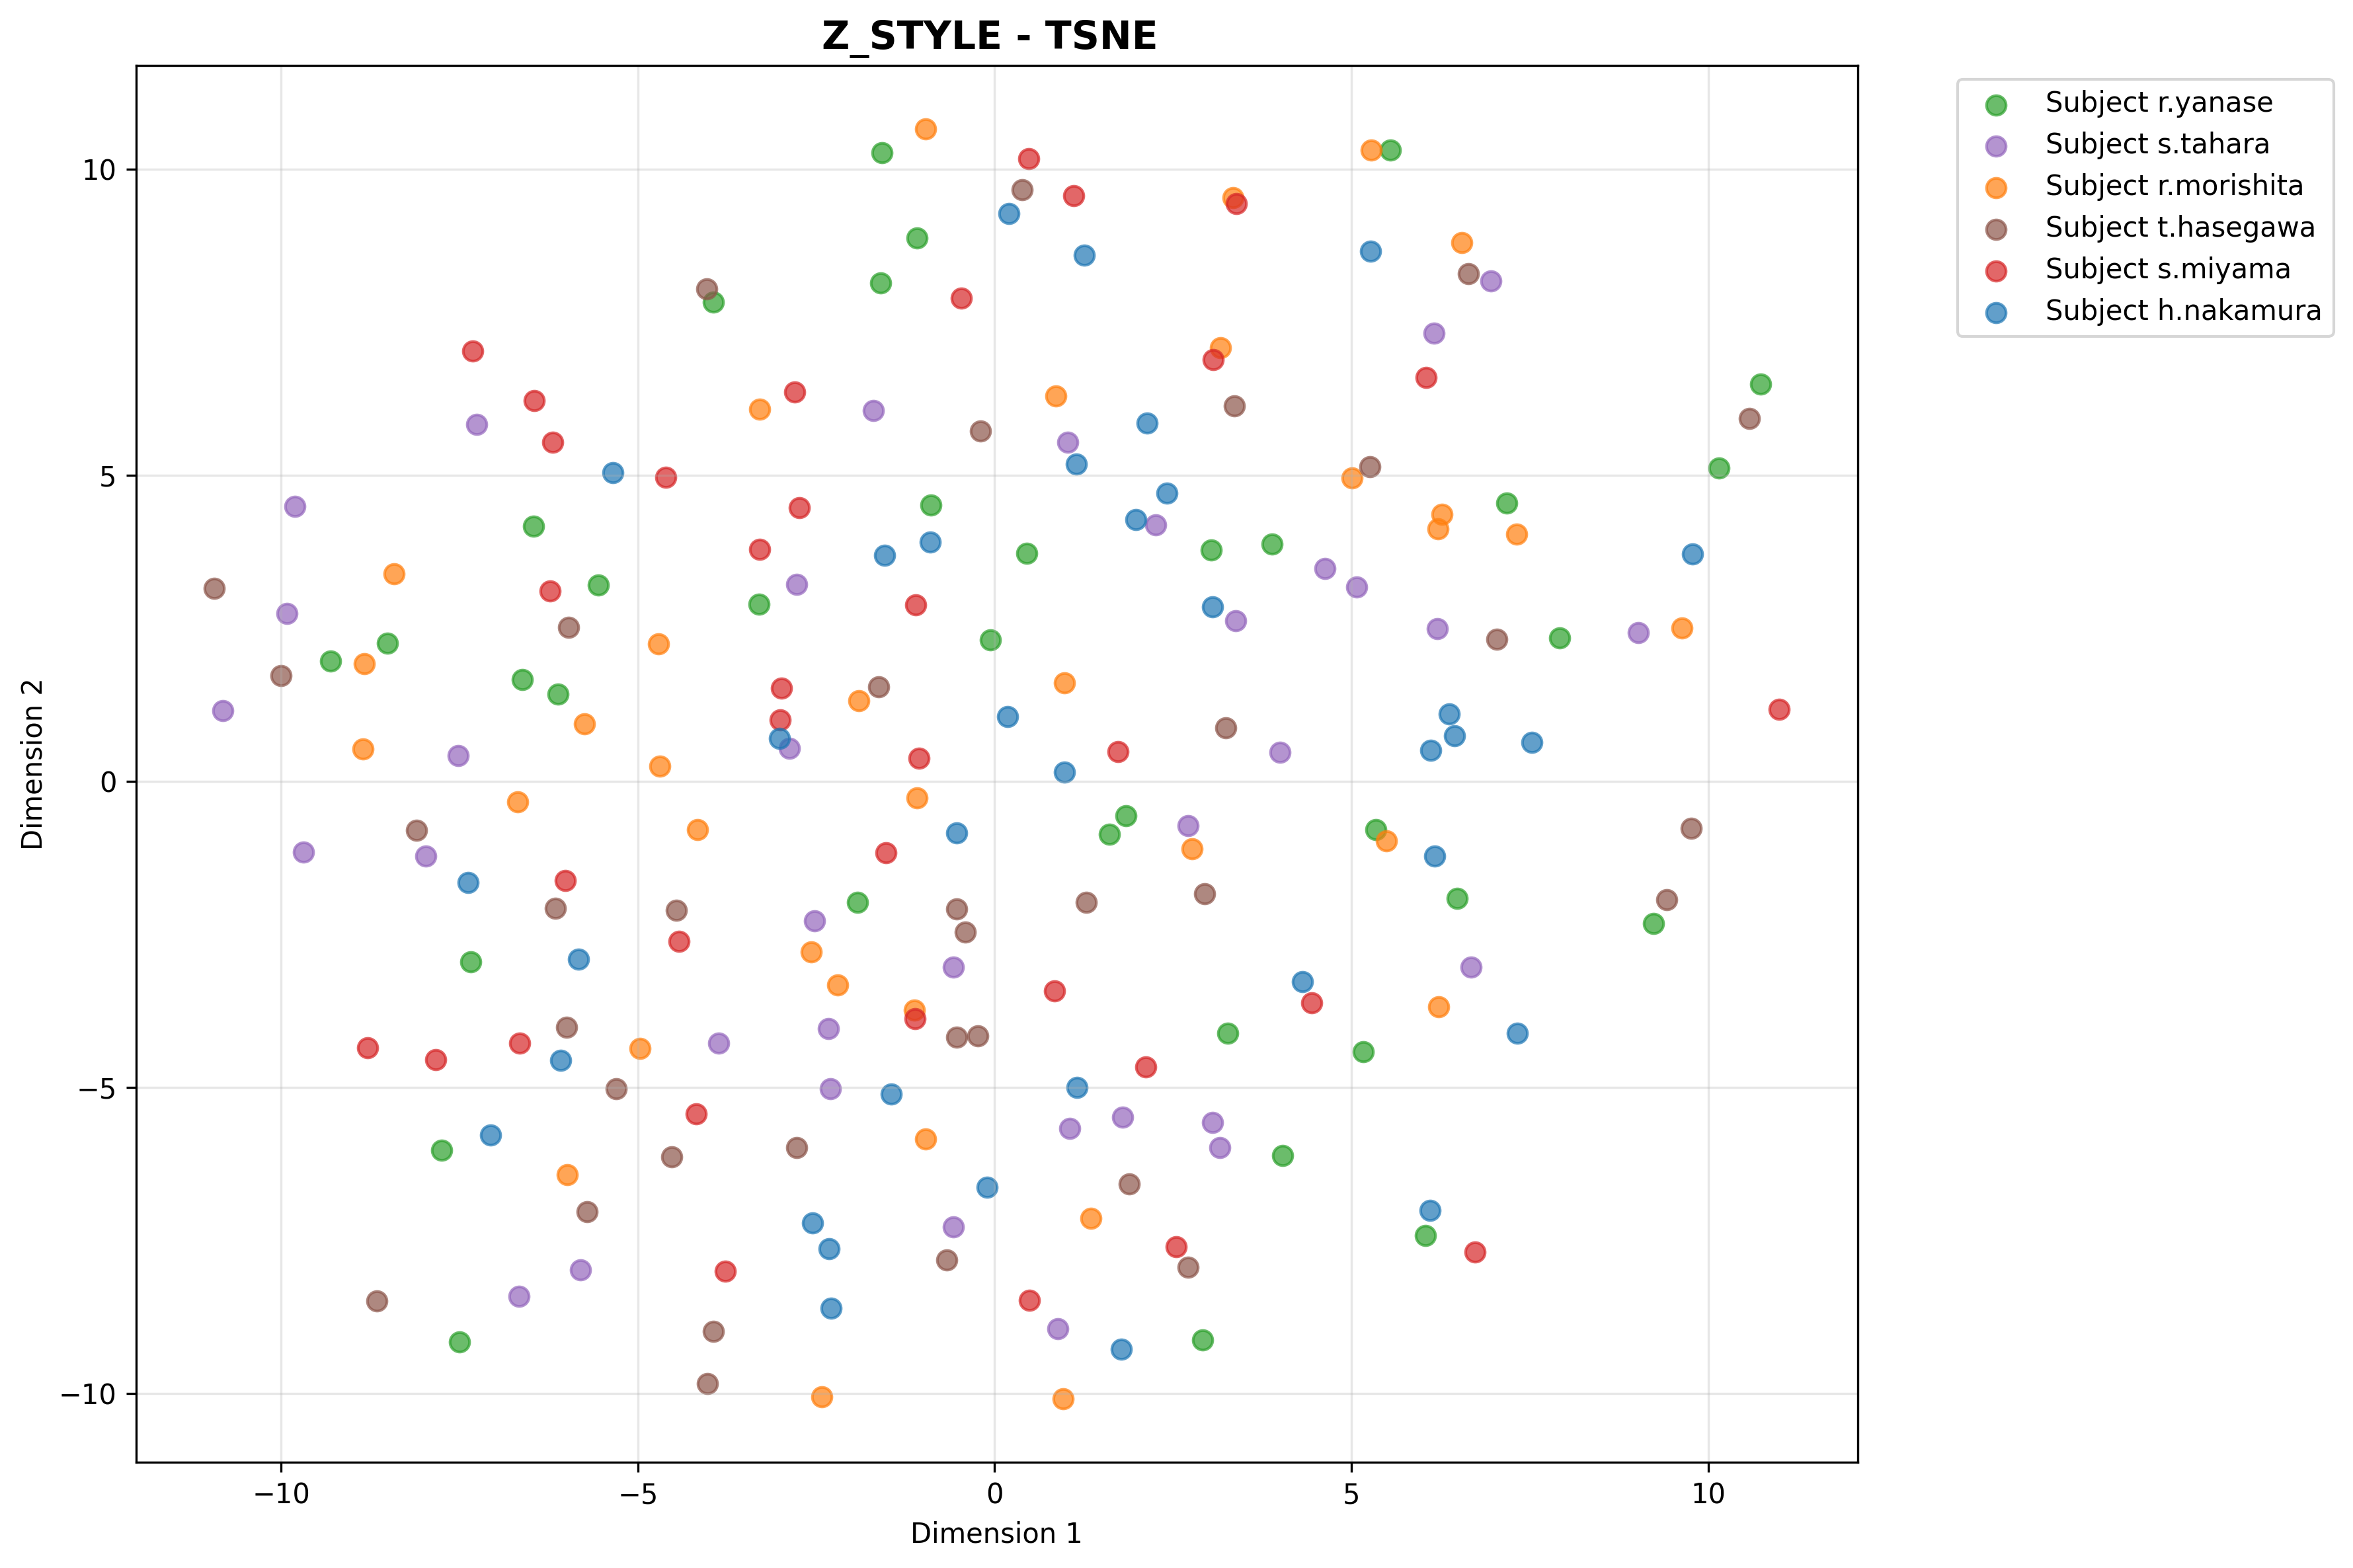 Z_STYLE - TSNE
Subject r.yanase
Subject s.tahara
Subject r.morishita
Subject t.hasegawa
Subject s.miyama
Subject h.nakamura
10
5
0
−5
−10
Dimension 2
−10
−5
0
5
10
Dimension 1